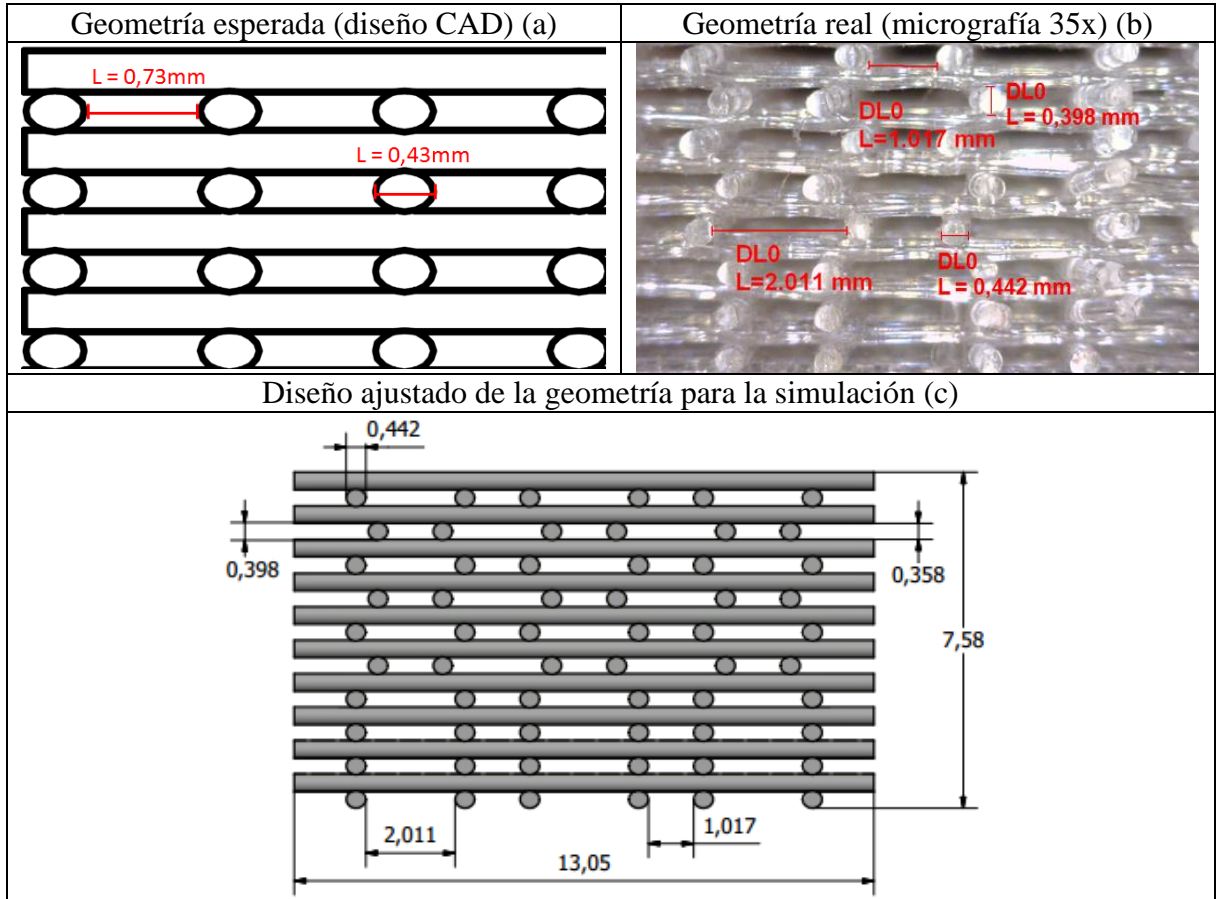 Geometría esperada (diseño CAD) (a)
Geometría real (micrografía 35x) (b)
L = 0,73mm
L = 0,43mm
DL0
L = 0,398 mm
DL0
L=1.017 mm
DL0
L=2.011 mm
DL0
L = 0,442 mm
Diseño ajustado de la geometría para la simulación (c)
0,442
0,398
0,358
7,58
2,011
1,017
13,05